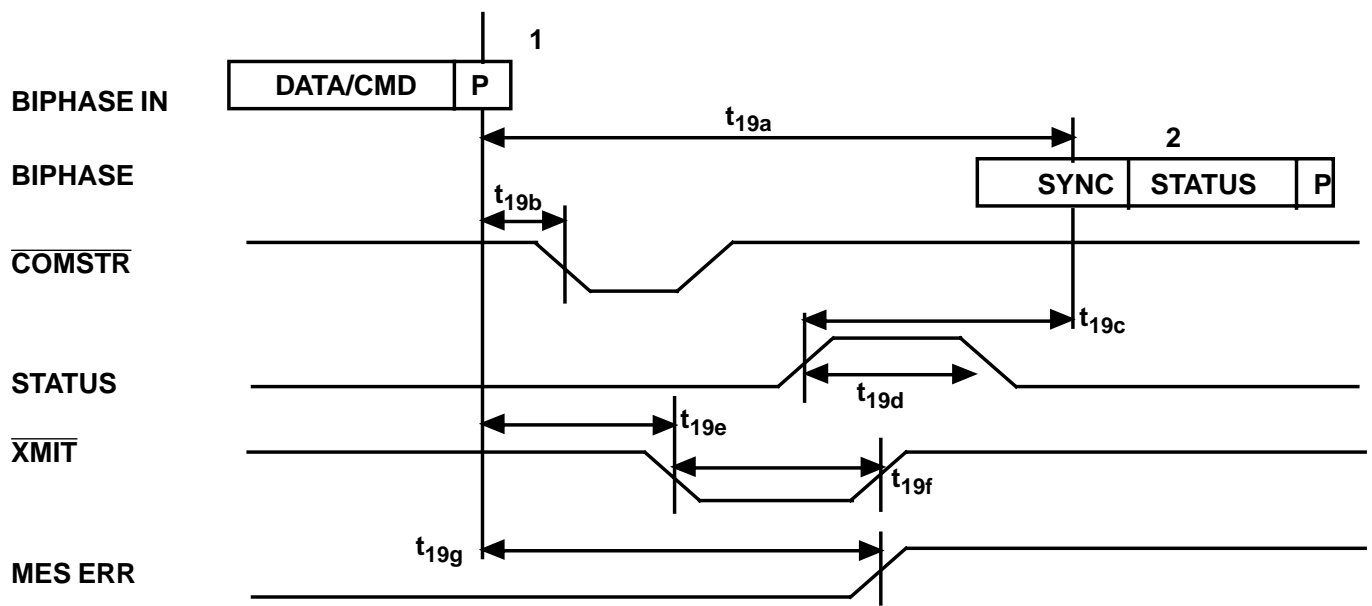 1
DATA/CMD P
BIPHASE IN
t19a
2
BIPHASE
SYNC STATUS P
t19b
COMSTR
t19c
STATUS
t19d
t19e
XMIT
t19f
t19g
MES ERR